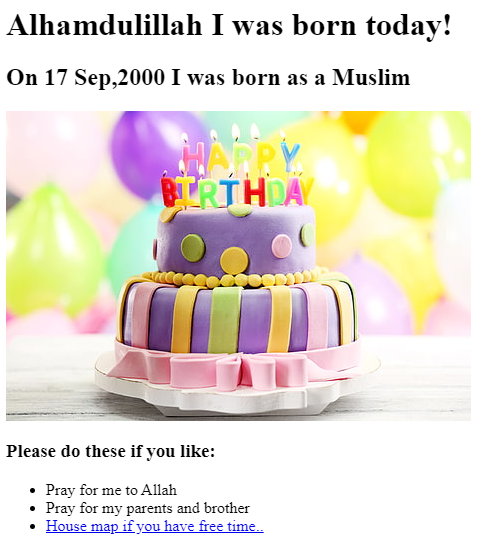 Alhamdulillah I was born today!
On 17 Sep,2000 I was born as a Muslim
HAPPY
BIRTHDAY
Please do these if you like:
Pray for me to Allah
Pray for my parents and brother
House map if you have free time..